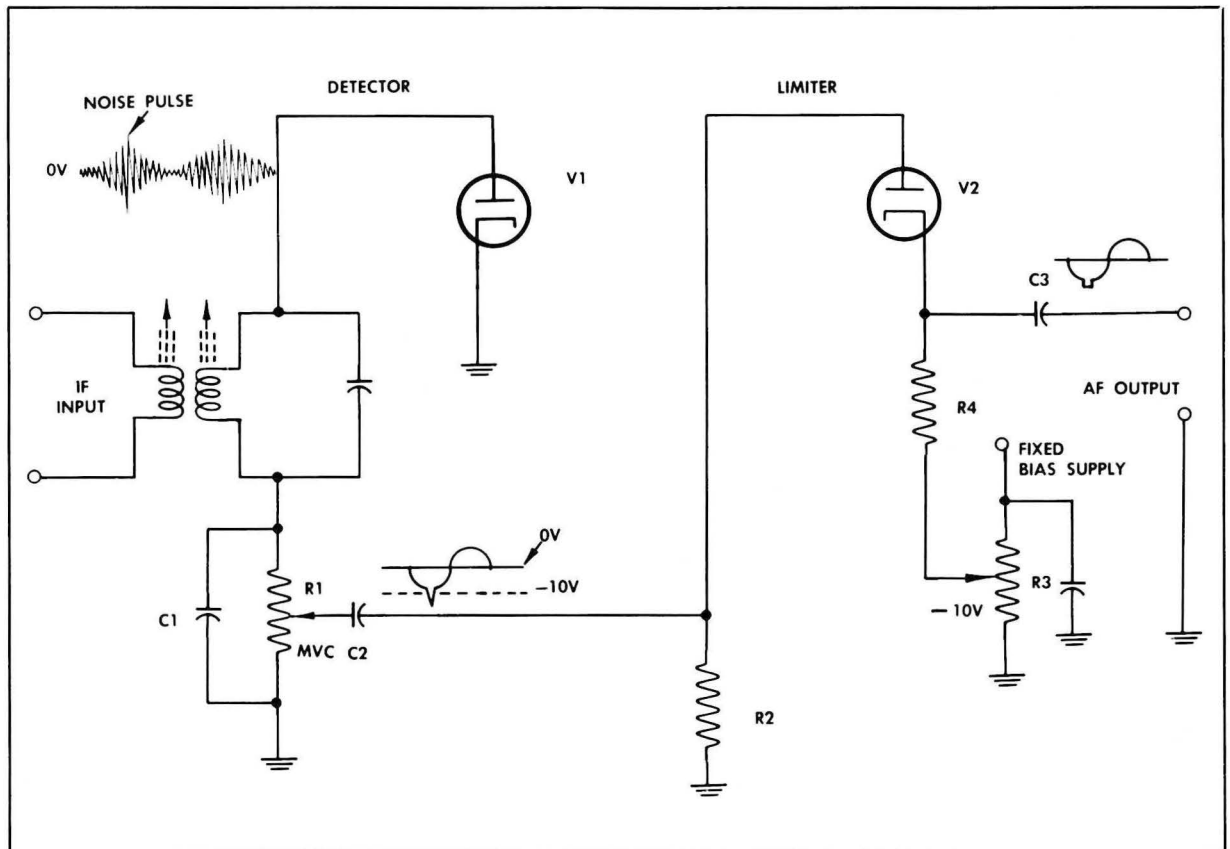 DETECTOR
LIMITER
NOISE PULSE
0V
V1
V2
C3
IF
INPUT
AF OUTPUT
R4
FIXED
BIAS SUPPLY
0V
-10V
R1
R3
C1
-10V
MVC C2
R2